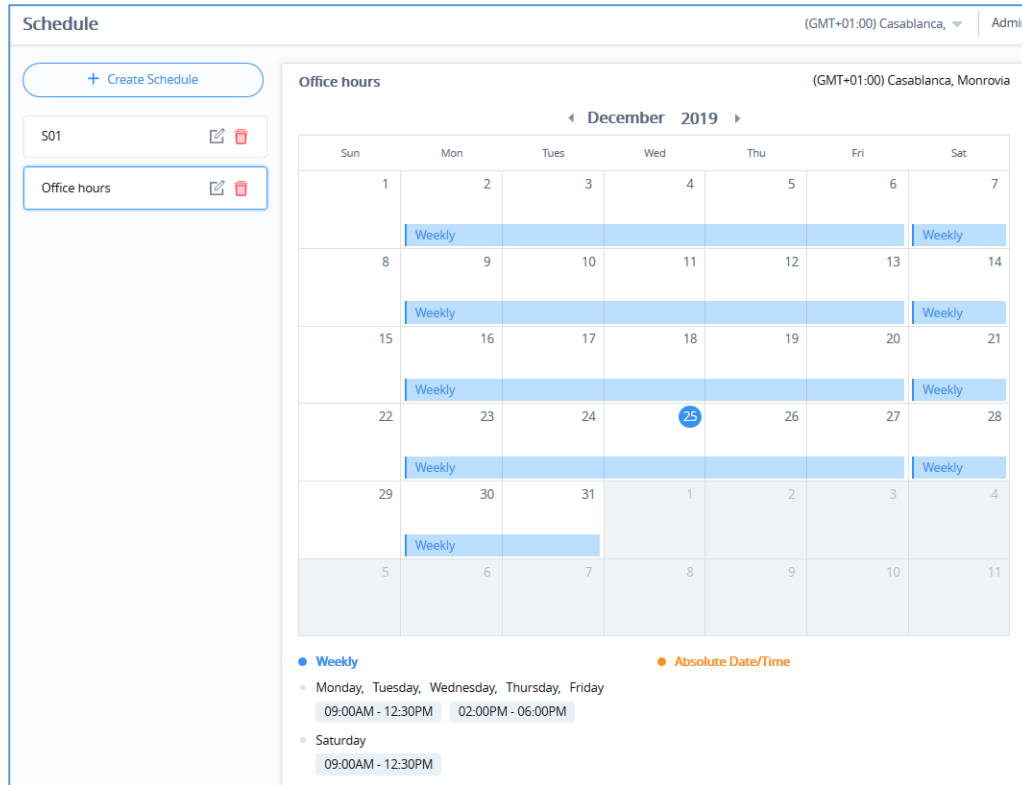 Schedule
(GMT+01:00) Casablanca,
+ Create Schedule
S01
Office hours
Office hours
(GMT+01:00) Casablanca, Monrovia
December 2019
Sun Mon Tues Wed Thu Fri Sat
1 2 3 4 5 6 7
Weekly Weekly
8 9 10 11 12 13 14
Weekly Weekly
15 16 17 18 19 20 21
Weekly Weekly
22 23 24 25 26 27 28
Weekly Weekly
29 30 31 1 2 3 4
Weekly
5 6 7 8 9 10 11
Weekly
Absolute Date/Time
Monday, Tuesday, Wednesday, Thursday, Friday
09:00AM - 12:30PM 02:00PM - 06:00PM
Saturday
09:00AM - 12:30PM